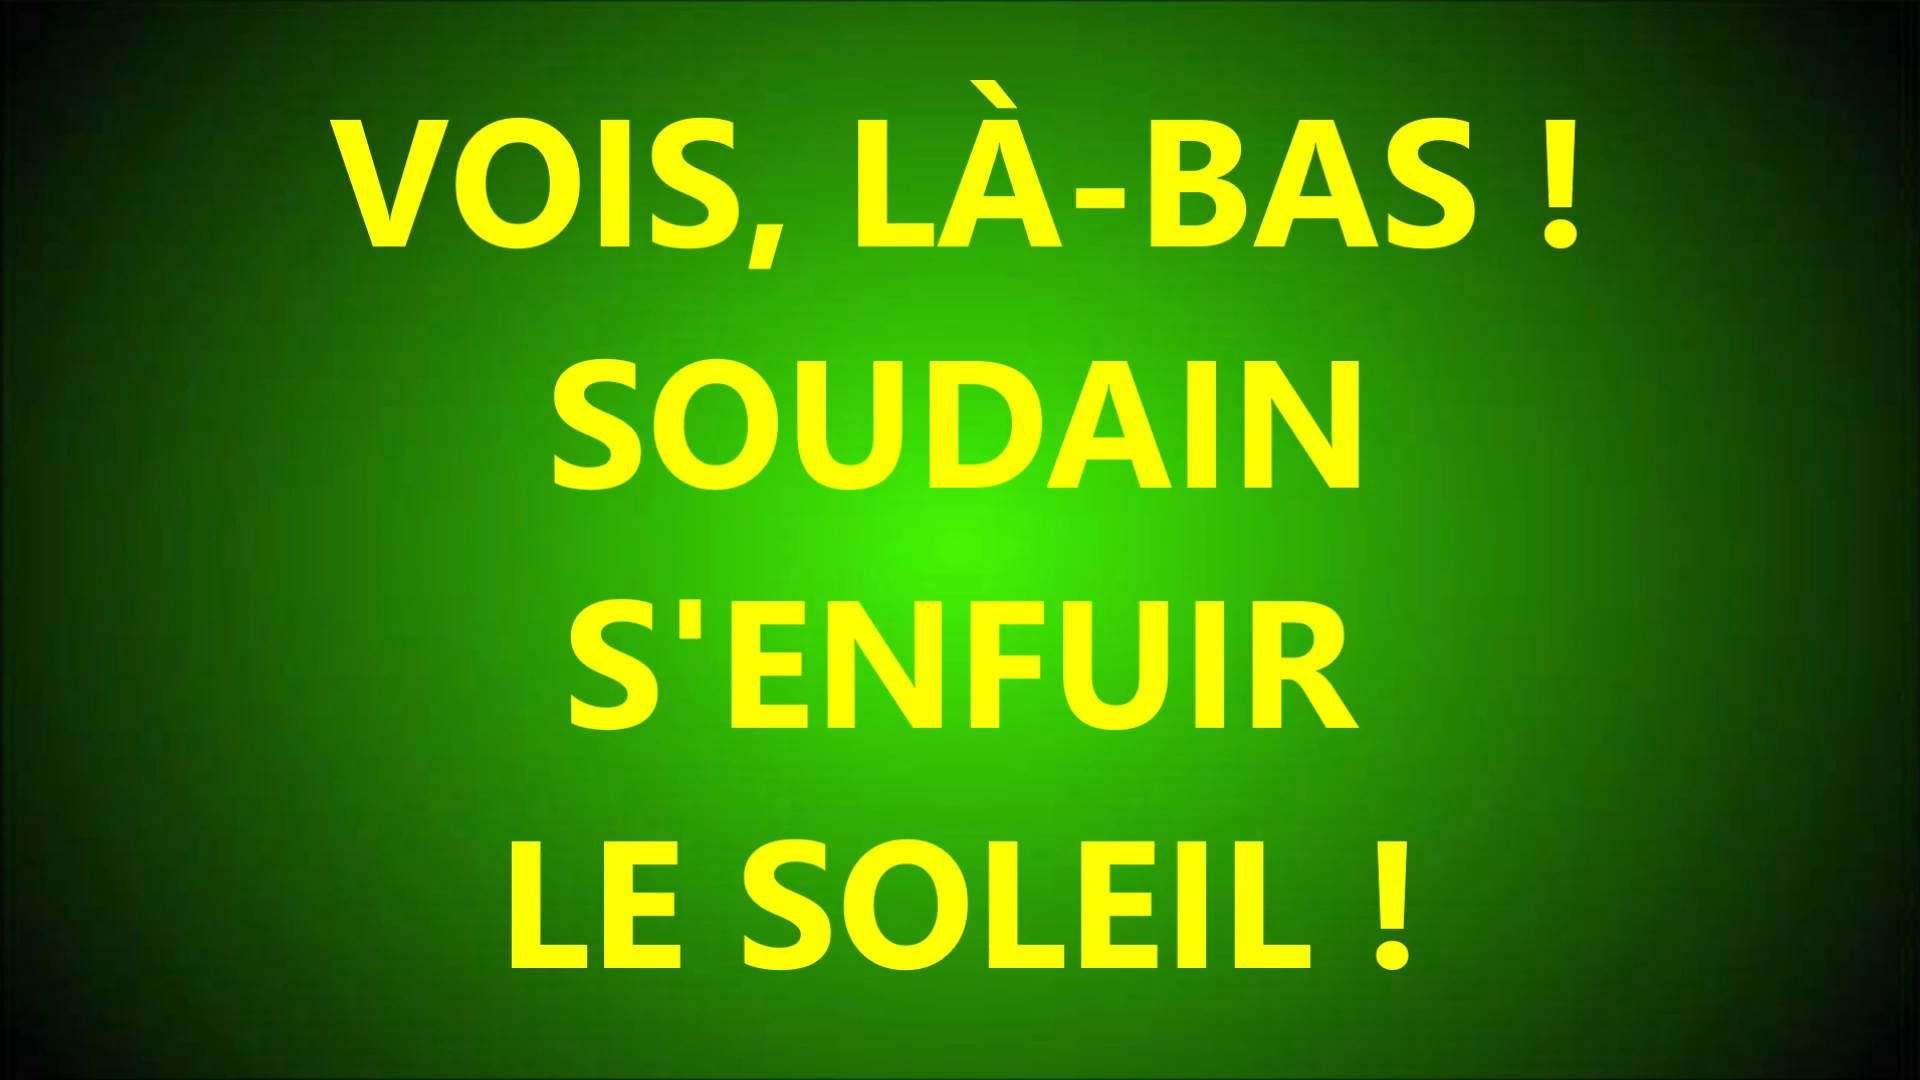 VOIS, LÀ-BAS !
SOUDAIN
S'ENFUIR
LE SOLEIL !